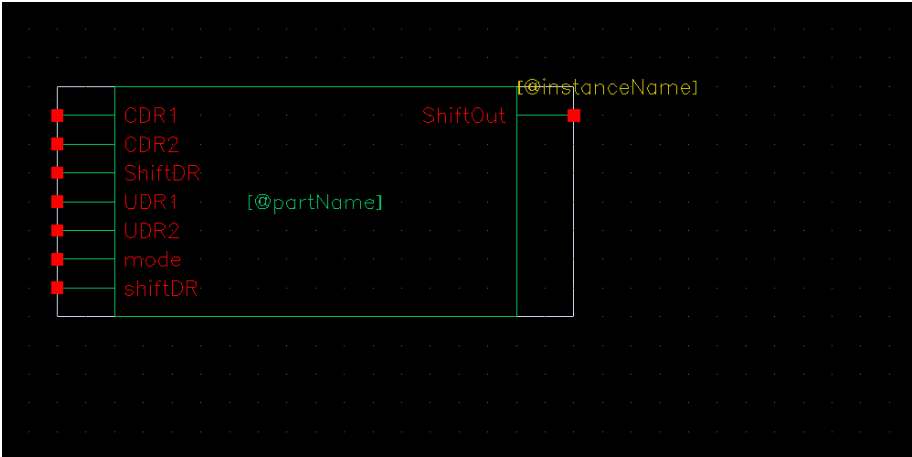 [@instanceName]
CDR1
ShiftOut
CDR2
ShiftDR
UDR1
[@partName]
UDR2
mode
shiftDR